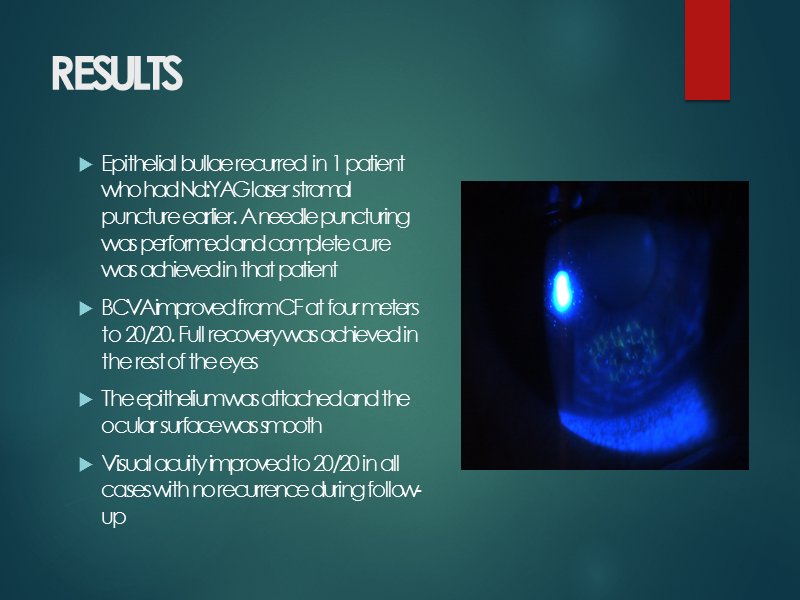 RESULTS
Epithelial bullae recurred in 1 patient
who had Nd:YAG laser stromal
puncture earlier. A needle puncturing
was performed and complete cure
was achieved in that patient
BCVA improved from CF at four meters
to 20/20. Full recovery was achieved in
the rest of the eyes
The epithelium was attached and the
ocular surface was smooth
Visual acuity improved to 20/20 in all
cases with no recurrence during follow-
up